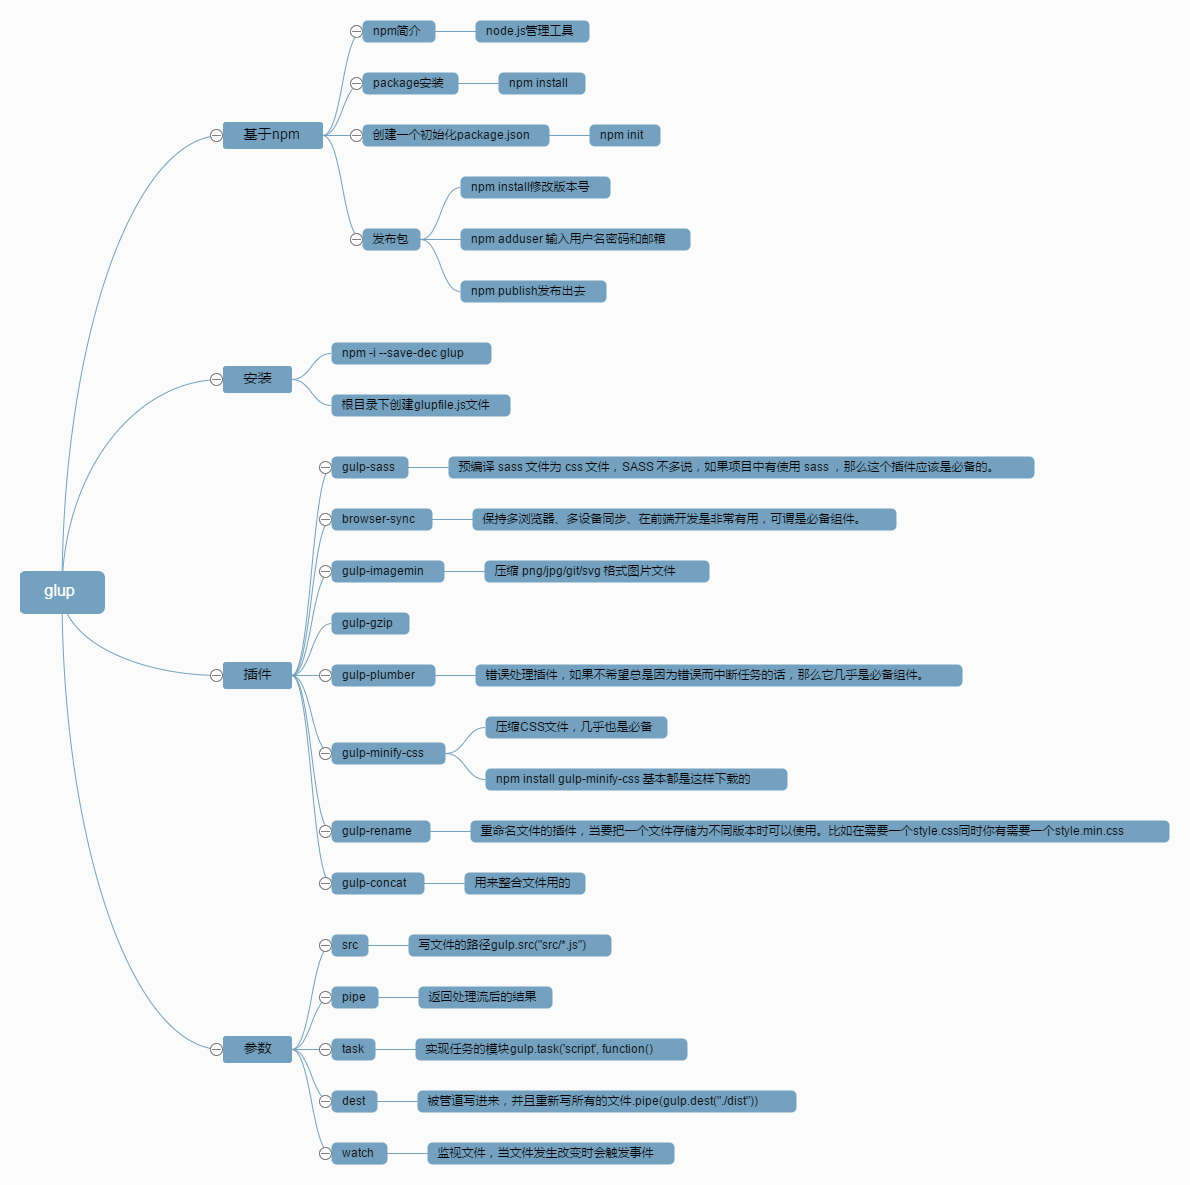 glup
基于npm
npm简介
node.js管理工具
package安装
npm install
创建一个初始化package.json
npm init
发布包
npm install修改版本号
npm adduser 输入用户名密码和邮箱
npm publish发布出去
安装
npm -i --save-dec glup
根目录下创建glupfile.js文件
插件
gulp-sass
预编译 sass 文件为 css 文件，SASS 不多说，如果项目中有使用 sass ，那么这个插件应该是必备的。
browser-sync
保持多浏览器、多设备同步、在前端开发是非常有用，可谓是必备组件。
gulp-imagemin
压缩 png/jpg/git/svg 格式图片文件
gulp-gzip
gulp-plumber
错误处理插件，如果不希望总是因为错误而中断任务的话，那么它几乎是必备组件。
gulp-minify-css
压缩CSS文件，几乎也是必备
npm install gulp-minify-css 基本都是这样下载的
gulp-rename
重命名文件的插件，当要把一个文件存储为不同版本时可以使用。比如在需要一个style.css同时你有需要一个style.min.css
gulp-concat
用来整合文件用的
参数
src
写文件的路径gulp.src("src/*.js")
pipe
返回处理流后的结果
task
实现任务的模块gulp.task('script', function()
dest
被管道写进来，并且重新写所有的文件.pipe(gulp.dest("./dist"))
watch
监视文件，当文件发生改变时会触发事件